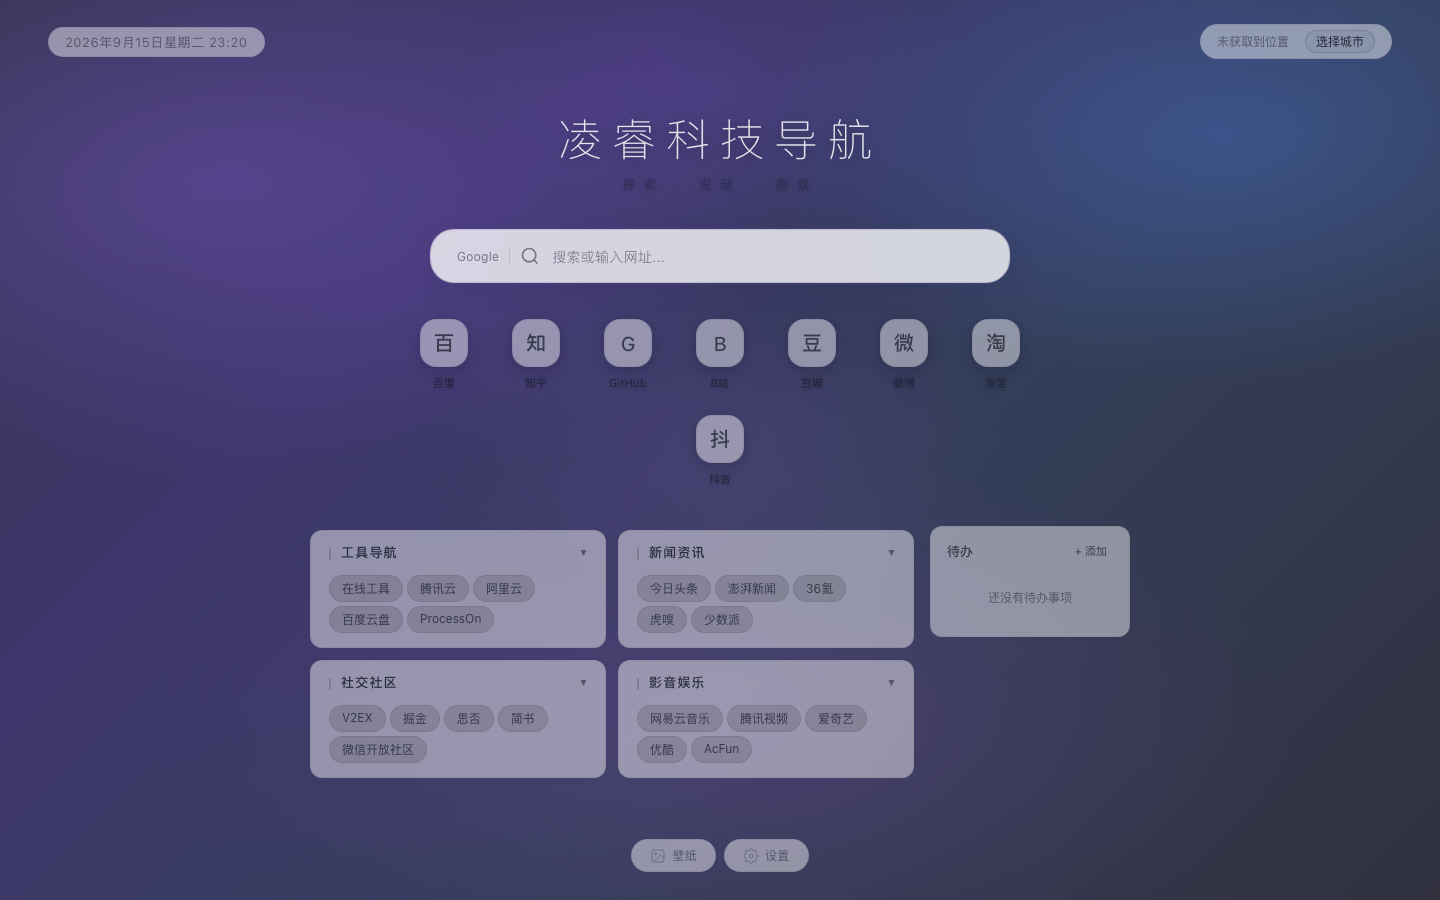 2026年9月15日星期二 23:20
未获取到位置 选择城市
凌睿科技导航
探索 · 发现 · 高效
Google 搜索或输入网址...
百 知 G B 豆 微 淘
百度 知乎 GitHub B站 豆瓣 微博 淘宝
抖
抖音
工具导航 ▼
在线工具 腾讯云 阿里云
百度云盘 ProcessOn
新闻资讯 ▼
今日头条 澎湃新闻 36氪
虎嗅 少数派
待办 + 添加
还没有待办事项
社交社区 ▼
V2EX 掘金 思否 简书
微信开放社区
影音娱乐 ▼
网易云音乐 腾讯视频 爱奇艺
优酷 AcFun
壁纸 设置